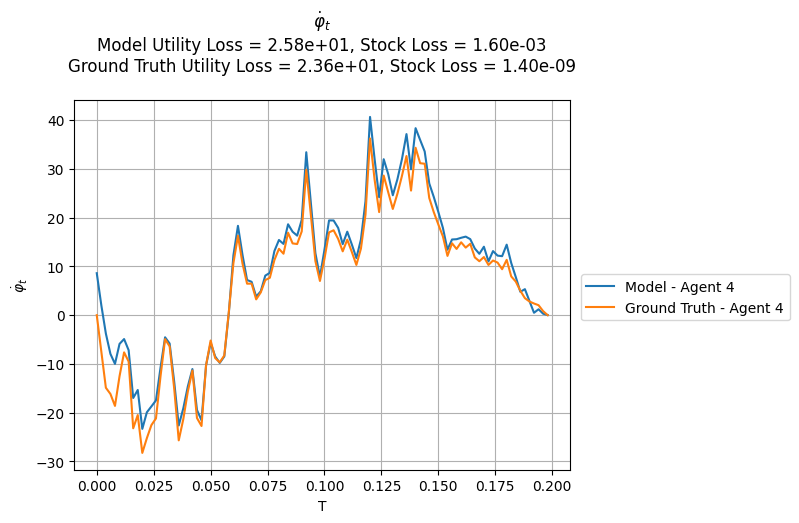 φ̇ₜ
Model Utility Loss = 2.58e+01, Stock Loss = 1.60e-03
Ground Truth Utility Loss = 2.36e+01, Stock Loss = 1.40e-09
40
30
20
10
0
−10
−20
−30
φ̇ₜ
0.000 0.025 0.050 0.075 0.100 0.125 0.150 0.175 0.200
T
Model - Agent 4
Ground Truth - Agent 4